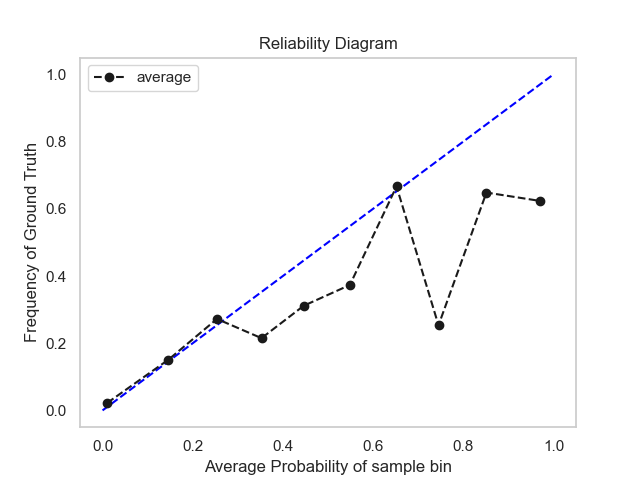 Reliability Diagram
average
1.0
0.8
0.6
0.4
0.2
0.0
Frequency of Ground Truth
0.0 0.2 0.4 0.6 0.8 1.0
Average Probability of sample bin